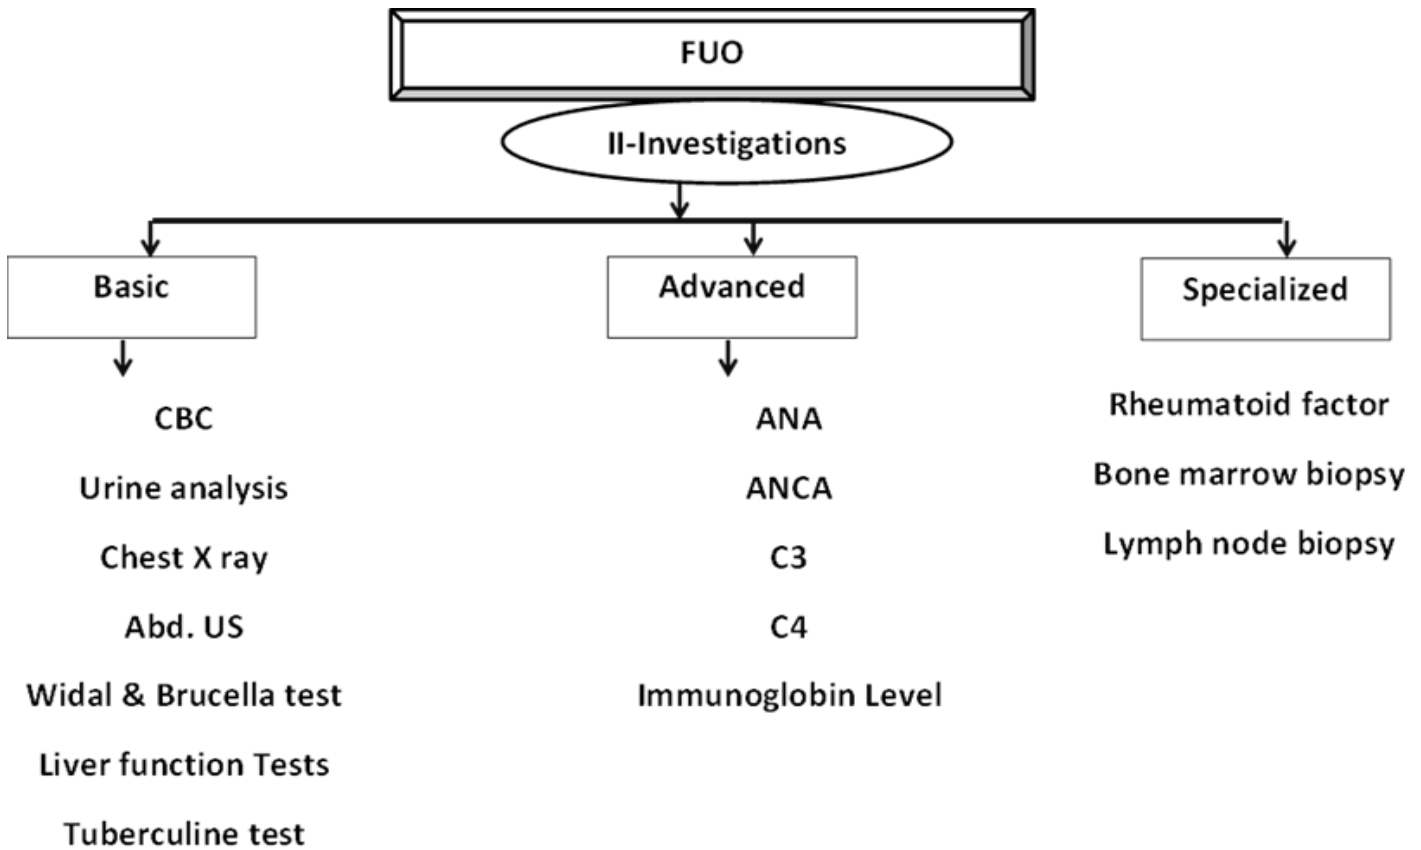 FUO
II-Investigations
Basic
Advanced
Specialized
CBC
Urine analysis
Chest X ray
Abd. US
Widal & Brucella test
Liver function Tests
Tuberculine test
ANA
ANCA
C3
C4
Immunoglobin Level
Rheumatoid factor
Bone marrow biopsy
Lymph node biopsy